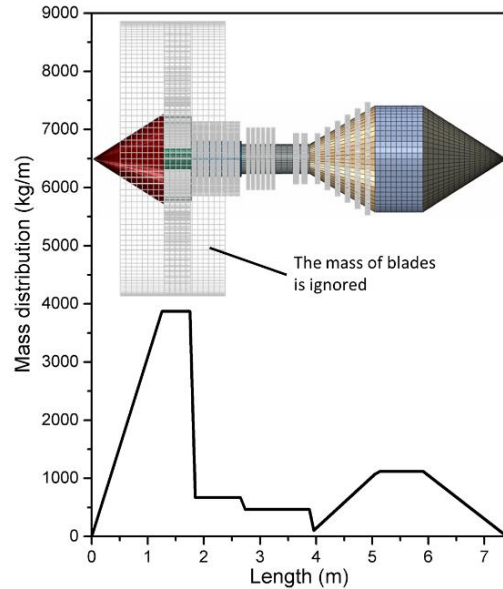 9000
8000
7000
6000
5000
4000
3000
2000
1000
0
Mass distribution (kg/m)
The mass of blades
is ignored
0 1 2 3 4 5 6 7
Length (m)